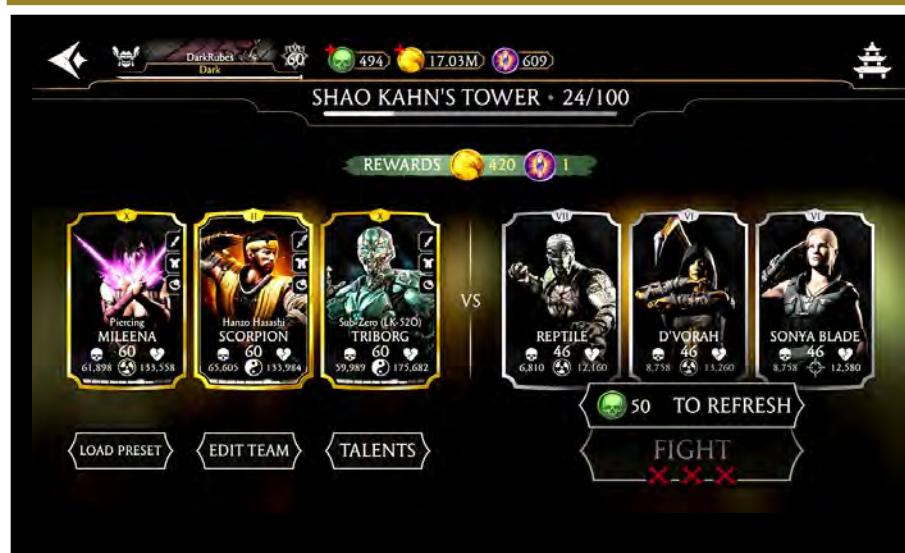 DarkRubes
Dark
60
494
17.03M
609
SHAO KAHN'S TOWER • 24/100
REWARDS 420 1
X
Piercing
MILEENA
60
61,898 133,558
II
Hanzo Hasashi
SCORPION
60
65,605 133,984
X
Sub-Zero (LK-52O)
TRIBORG
60
59,989 175,682
VS
VII
REPTILE
46
6,810 12,160
VI
D'VORAH
46
8,758 13,260
VI
SONYA BLADE
46
8,758 12,580
50 TO REFRESH
LOAD PRESET
EDIT TEAM
TALENTS
FIGHT